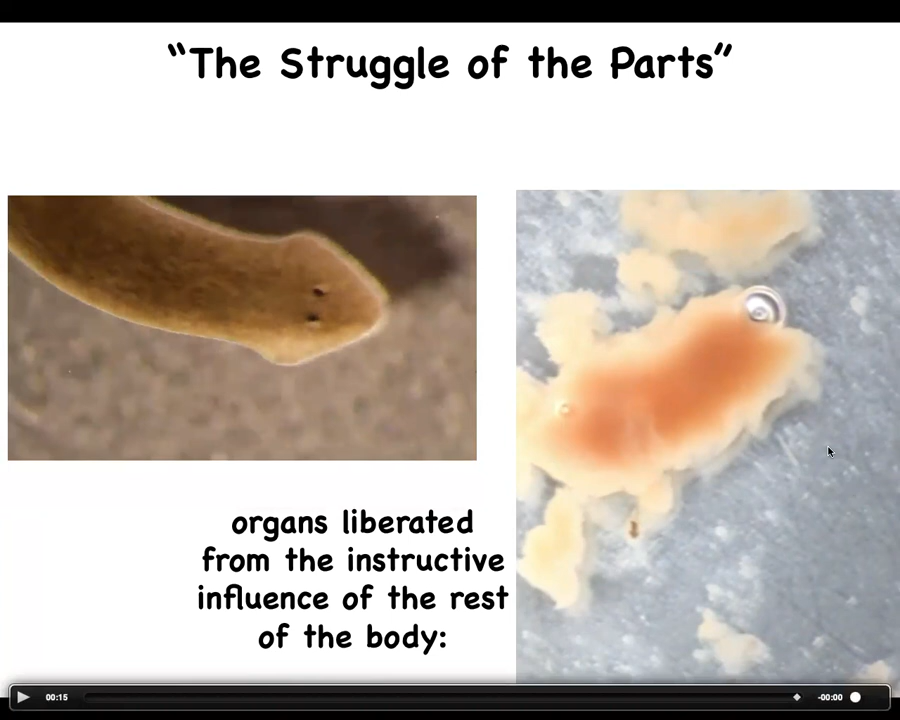 “The Struggle of the Parts”
organs liberated
from the instructive
influence of the rest
of the body:
00:15
-00:00